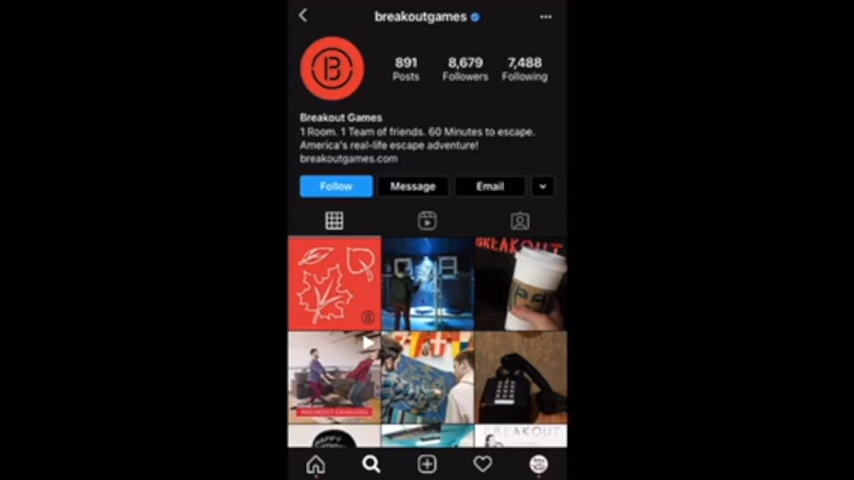 breakoutgames
891
8,679
7,488
Posts
Followers
Following
B
Breakout Games
1 Room. 1 Team of friends. 60 Minutes to escape.
America's real-life escape adventure!
breakoutgames.com
Follow
Message
Email
BREAKOUT
BREAKOUT CHARADES
HAPPY
BREAKOUT